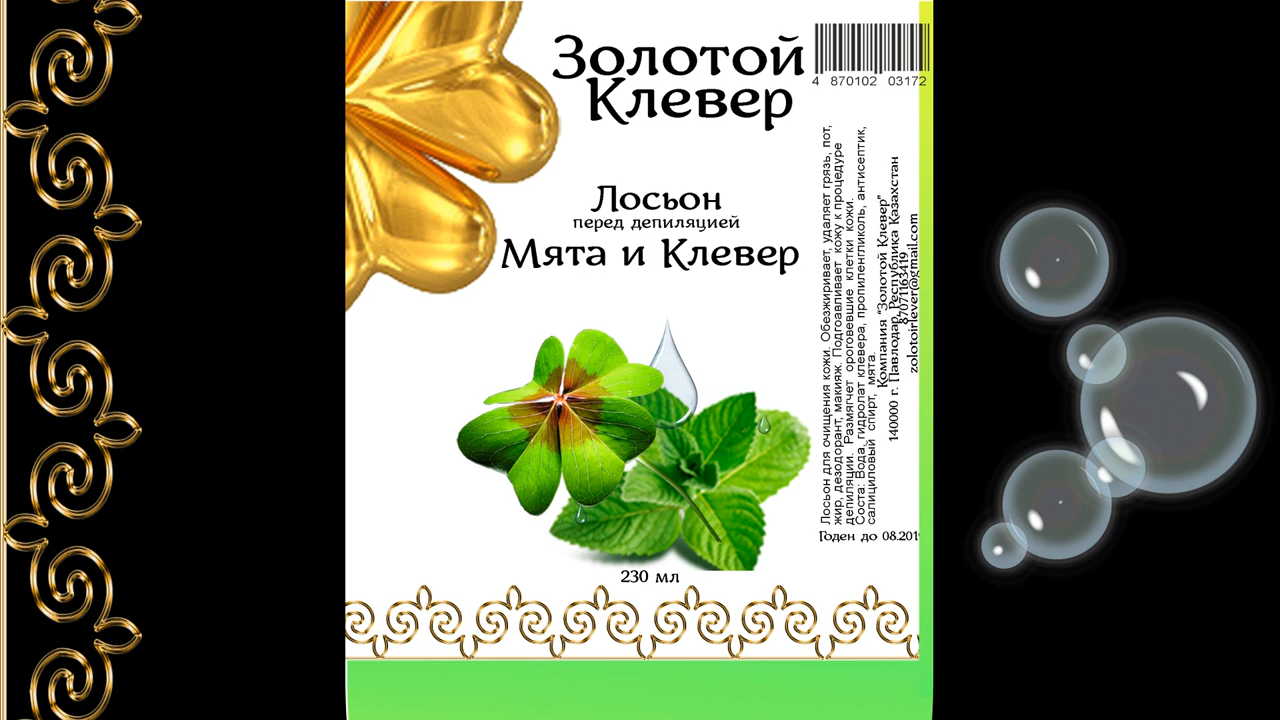 Золотой
Клевер
4 870102 03172
Лосьон
перед депиляцией
Мята и Клевер
Лосьон для очищения кожи. Обезжиривает, удаляет грязь, пот,
жир, дезодорант, макияж. Подгоавливает кожу к процедуре
депиляции. Размягчет ороговевшие клетки кожи.
Соста: Вода, гидролат клевера, пропиленгликоль, антисептик,
салициловый спирт, мята.
Компания "Золотой Клевер"
140000 г. Павлодар, Республика Казахстан
87071163419
zolotoirlever@gmail.com
Годен до 08.201
230 мл